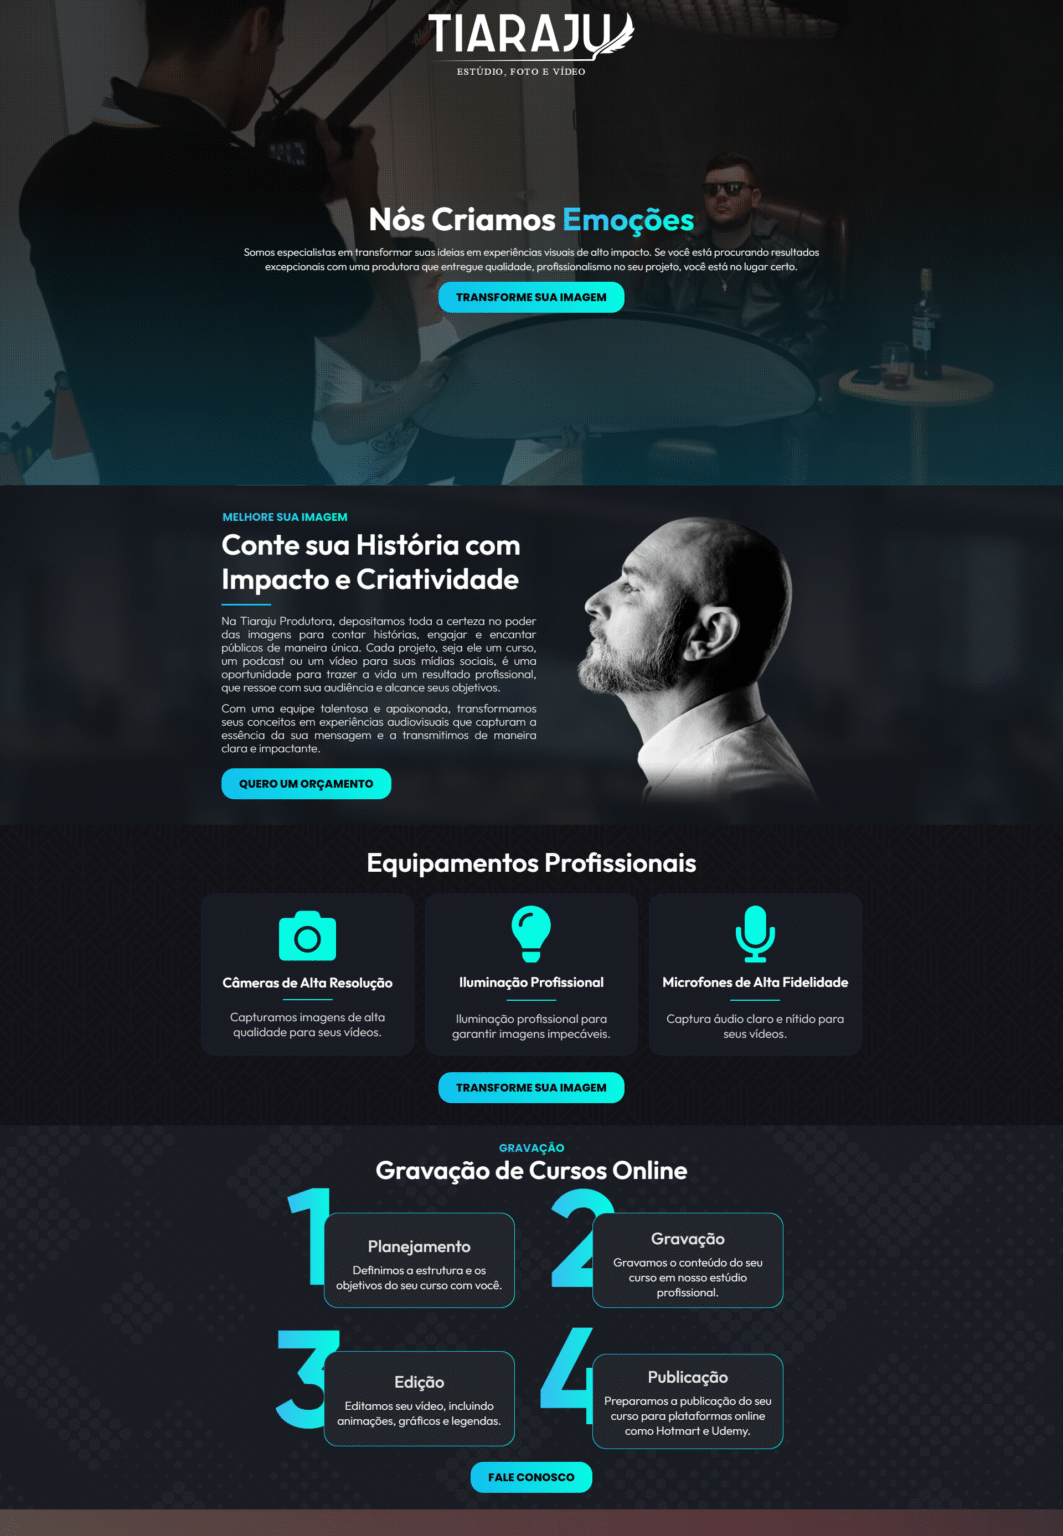 TIARAJU
ESTÚDIO, FOTO E VÍDEO
Nós Criamos Emoções
Somos especialistas em transformar suas ideias em experiências visuais de alto impacto. Se você está procurando resultados
excepcionais com uma produtora que entregue qualidade, profissionalismo no seu projeto, você está no lugar certo.
TRANSFORME SUA IMAGEM
MELHORE SUA IMAGEM
Conte sua História com
Impacto e Criatividade
Na Tiaraju Produtora, depositamos toda a certeza no poder
das imagens para contar histórias, engajar e encantar
públicos de maneira única. Cada projeto, seja ele um curso,
um podcast ou um vídeo para suas mídias sociais, é uma
oportunidade para trazer a vida um resultado profissional,
que ressoe com sua audiência e alcance seus objetivos.
Com uma equipe talentosa e apaixonada, transformamos
seus conceitos em experiências audiovisuais que capturam a
essência da sua mensagem e a transmitimos de maneira
clara e impactante.
QUERO UM ORÇAMENTO
Equipamentos Profissionais
Câmeras de Alta Resolução
Capturamos imagens de alta
qualidade para seus vídeos.
Iluminação Profissional
Iluminação profissional para
garantir imagens impecáveis.
Microfones de Alta Fidelidade
Captura áudio claro e nítido para
seus vídeos.
TRANSFORME SUA IMAGEM
GRAVAÇÃO
Gravação de Cursos Online
1
Planejamento
Definimos a estrutura e os
objetivos do seu curso com você.
2
Gravação
Gravamos o conteúdo do seu
curso em nosso estúdio
profissional.
3
Edição
Editamos seu vídeo, incluindo
animações, gráficos e legendas.
4
Publicação
Preparamos a publicação do seu
curso para plataformas online
como Hotmart e Udemy.
FALE CONOSCO